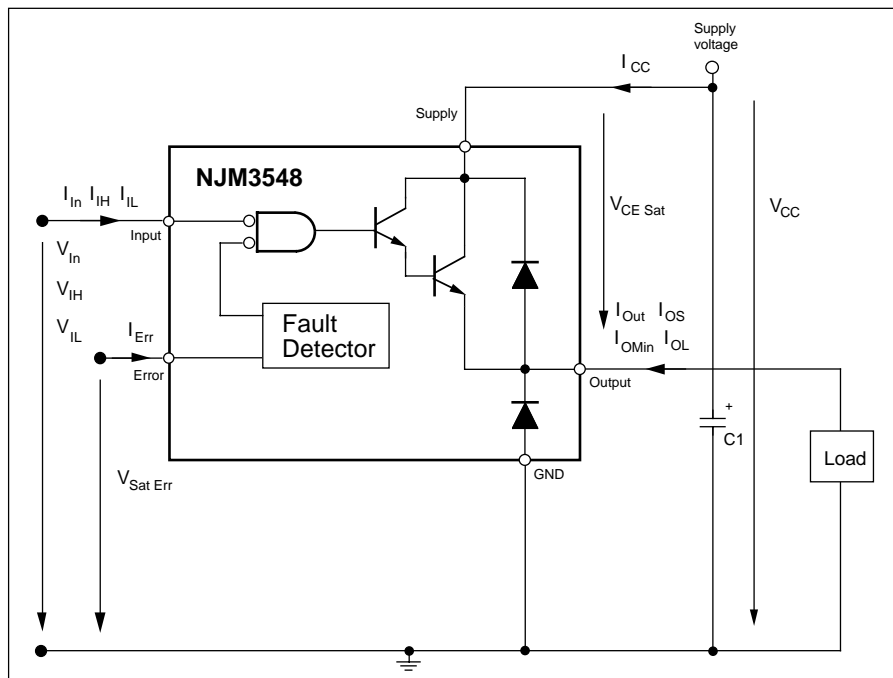 Supply
voltage
I CC
Supply
NJM3548
I In I IH I IL
Input
V CE Sat
V CC
V In
V IH
V IL
I Err
Error
Fault
Detector
I Out I OS
I OMin I OL
Output
+
C1
Load
GND
V Sat Err